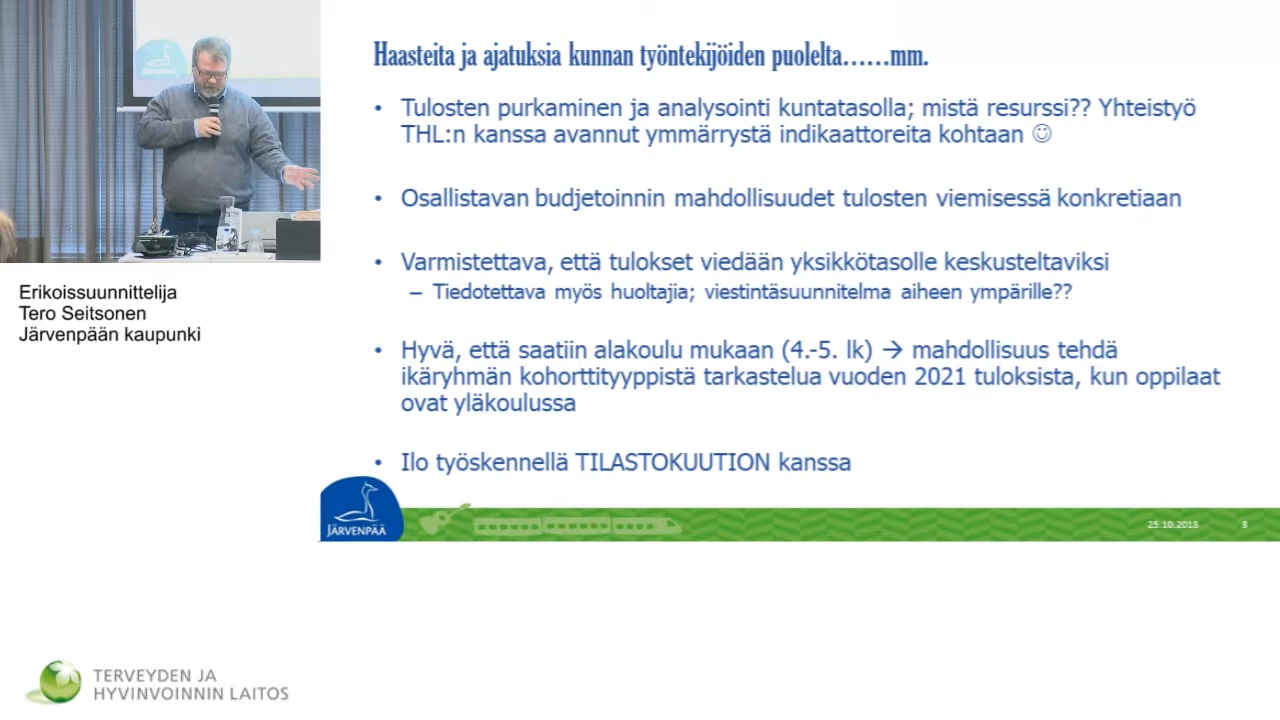 Haasteita ja ajatuksia kunnan työntekijöiden puolelta......mm.
• Tulosten purkaminen ja analysointi kuntatasolla; mistä resurssi?? Yhteistyö
THL:n kanssa avannut ymmärrystä indikaattoreita kohtaan ☺
• Osallistavan budjetoinnin mahdollisuudet tulosten viemisessä konkretiaan
• Varmistettava, että tulokset viedään yksikkötasolle keskusteltaviksi
– Tiedotettava myös huoltajia; viestintäsuunnitelma aiheen ympärille??
• Hyvä, että saatiin alakoulu mukaan (4.-5. lk) → mahdollisuus tehdä
ikäryhmän kohorttityyppistä tarkastelua vuoden 2021 tuloksista, kun oppilaat
ovat yläkoulussa
• Ilo työskennellä TILASTOKUUTION kanssa
JÄRVENPÄÄ
25.10.2018
8
Erikoissuunnittelija
Tero Seitsonen
Järvenpään kaupunki
TERVEYDEN JA
HYVINVOINNIN LAITOS